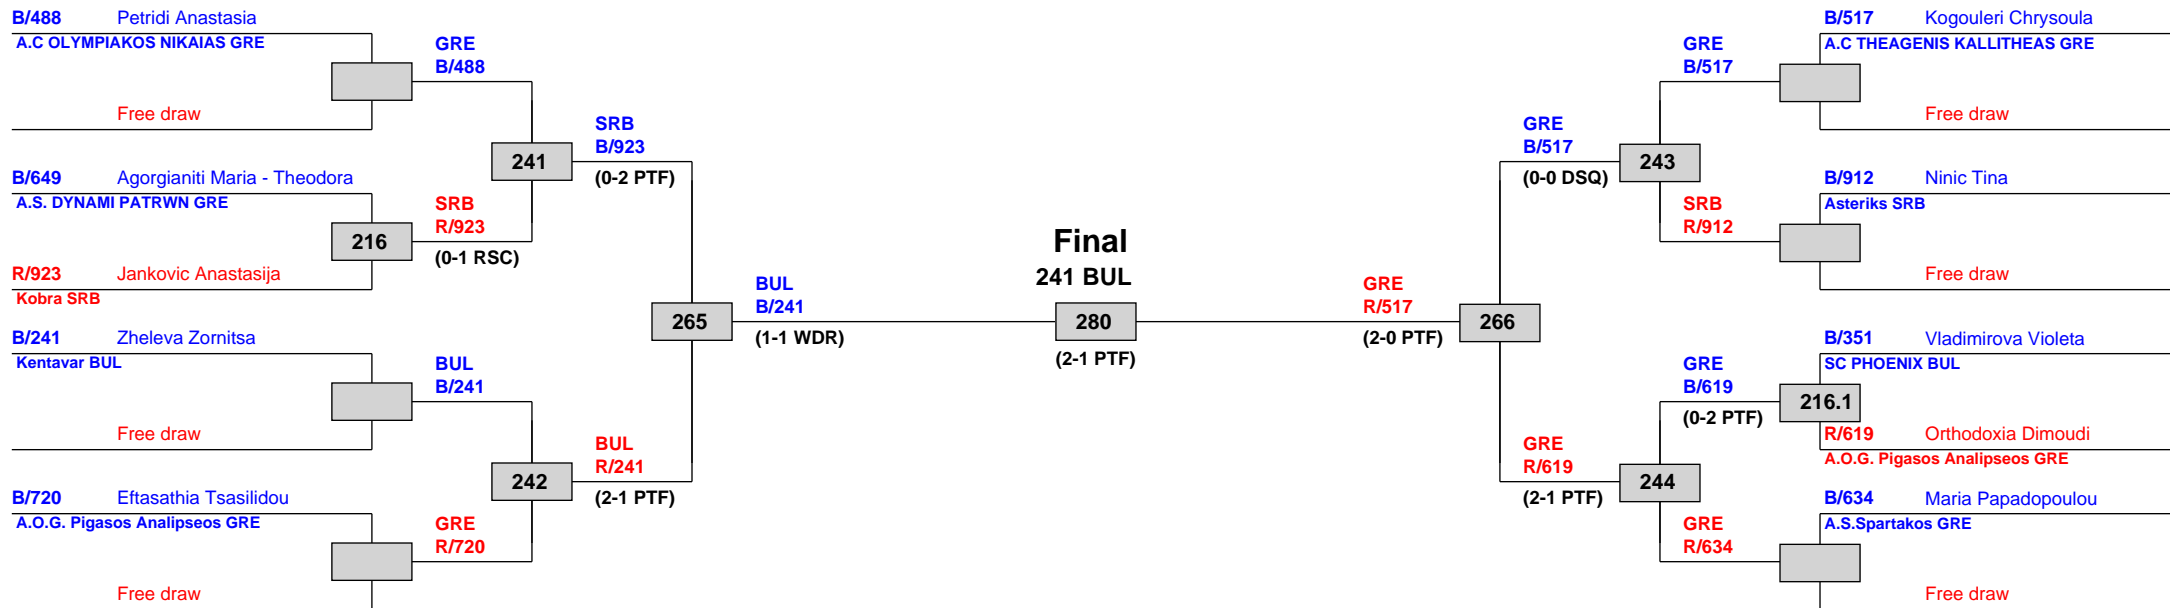 B/488 Petridi Anastasia
A.C OLYMPIAKOS NIKAIAS GRE
Free draw
GRE
B/488
B/649 Agorgianiti Maria - Theodora
A.S. DYNAMI PATRWN GRE
216
R/923 Jankovic Anastasija
Kobra SRB
SRB
R/923
(0-1 RSC)
241
SRB
B/923
(0-2 PTF)
B/241 Zheleva Zornitsa
Kentavar BUL
Free draw
BUL
B/241
B/720 Eftasathia Tsasilidou
A.O.G. Pigasos Analipseos GRE
Free draw
GRE
R/720
242
BUL
R/241
(2-1 PTF)
265
BUL
B/241
(1-1 WDR)
Final
241 BUL
280
(2-1 PTF)
GRE
R/517
(2-0 PTF)
266
GRE
B/517
(0-0 DSQ)
243
GRE
B/517
B/517 Kogouleri Chrysoula
A.C THEAGENIS KALLITHEAS GRE
Free draw
SRB
R/912
B/912 Ninic Tina
Asteriks SRB
Free draw
GRE
R/619
(2-1 PTF)
244
GRE
B/619
(0-2 PTF)
216.1
B/351 Vladimirova Violeta
SC PHOENIX BUL
R/619 Orthodoxia Dimoudi
A.O.G. Pigasos Analipseos GRE
GRE
R/634
B/634 Maria Papadopoulou
A.S.Spartakos GRE
Free draw